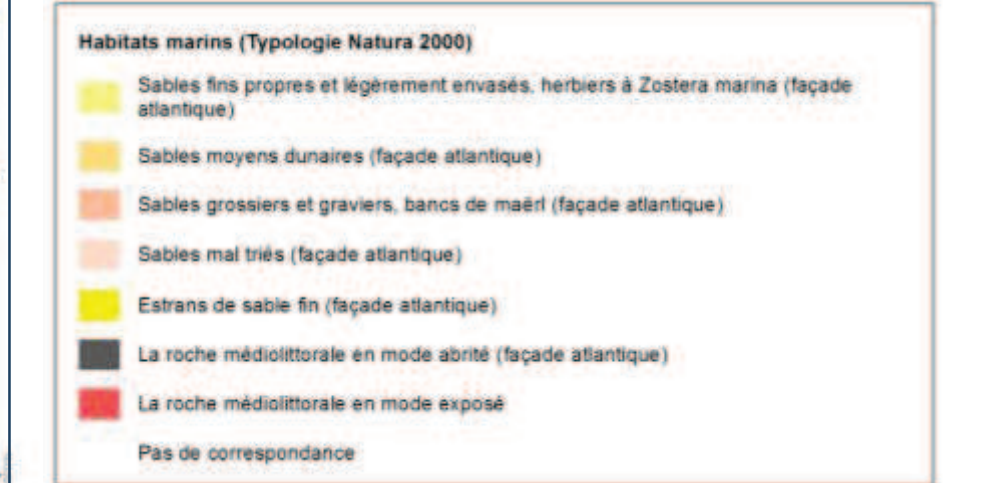 Habitats marins (Typologie Natura 2000)
Sables fins propres et légèrement envasés, herbiers à Zostera marina (façade
atlantique)
Sables moyens dunaires (façade atlantique)
Sables grossiers et graviers, bancs de maërl (façade atlantique)
Sables mal triés (façade atlantique)
Estrans de sable fin (façade atlantique)
La roche médiolittorale en mode abrité (façade atlantique)
La roche médiolittorale en mode exposé
Pas de correspondance